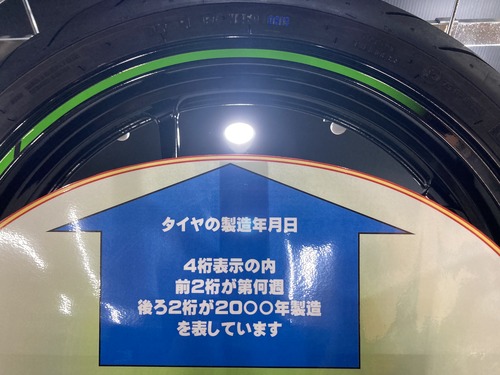 タイヤの製造年月日
4桁表示の内
前2桁が第何週
後ろ2桁が20〇〇年製造
を表しています